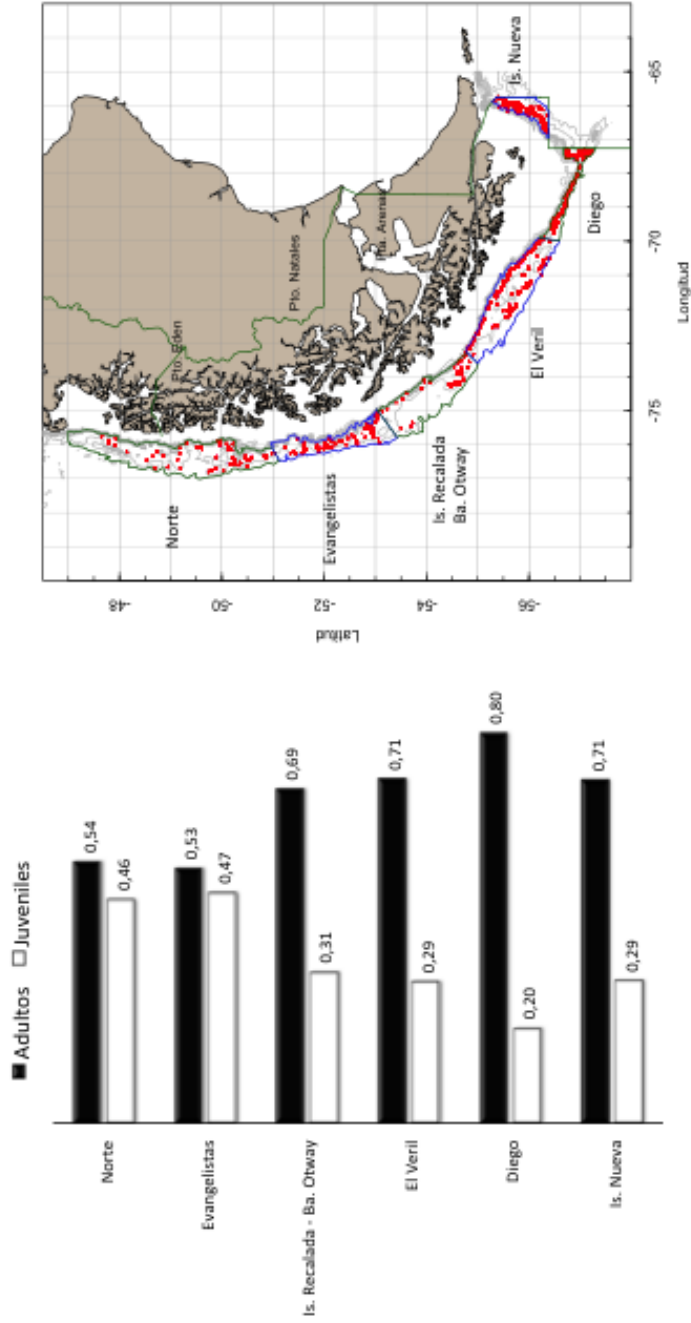 Adultos Juveniles
Norte
0,54
0,46
Evangelistas
0,53
0,47
Is. Recalada - Ba. Otway
0,69
0,31
El Veril
0,71
0,29
Diego
0,80
0,20
Is. Nueva
0,71
0,29
Latitud
-48
-50
-52
-54
-56
Longitud
-75
-70
-65
Norte
Evangelistas
Is. Recalada
Ba. Otway
El Veril
Diego
Is. Nueva
Pto. Eden
Pto. Natales
Pta. Arenas